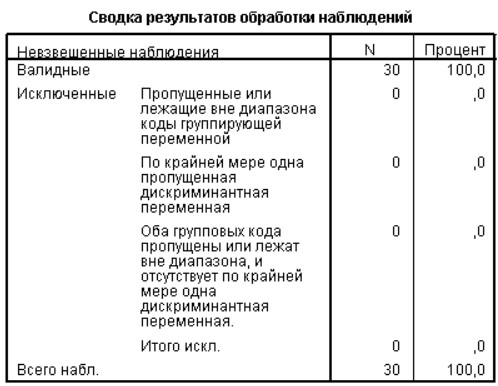 Сводка результатов обработки наблюдений
Невзвешенные наблюдения N Процент
Валидные 30 100,0
Исключенные Пропущенные или 0 ,0
лежащие вне диапазона
коды группирующей
переменной
По крайней мере одна 0 ,0
пропущенная
дискриминантная
переменная
Оба групповых кода 0 ,0
пропущены или лежат
вне диапазона, и
отсутствует по крайней
мере одна
дискриминантная
переменная.
Итого искл. 0 ,0
Всего набл. 30 100,0